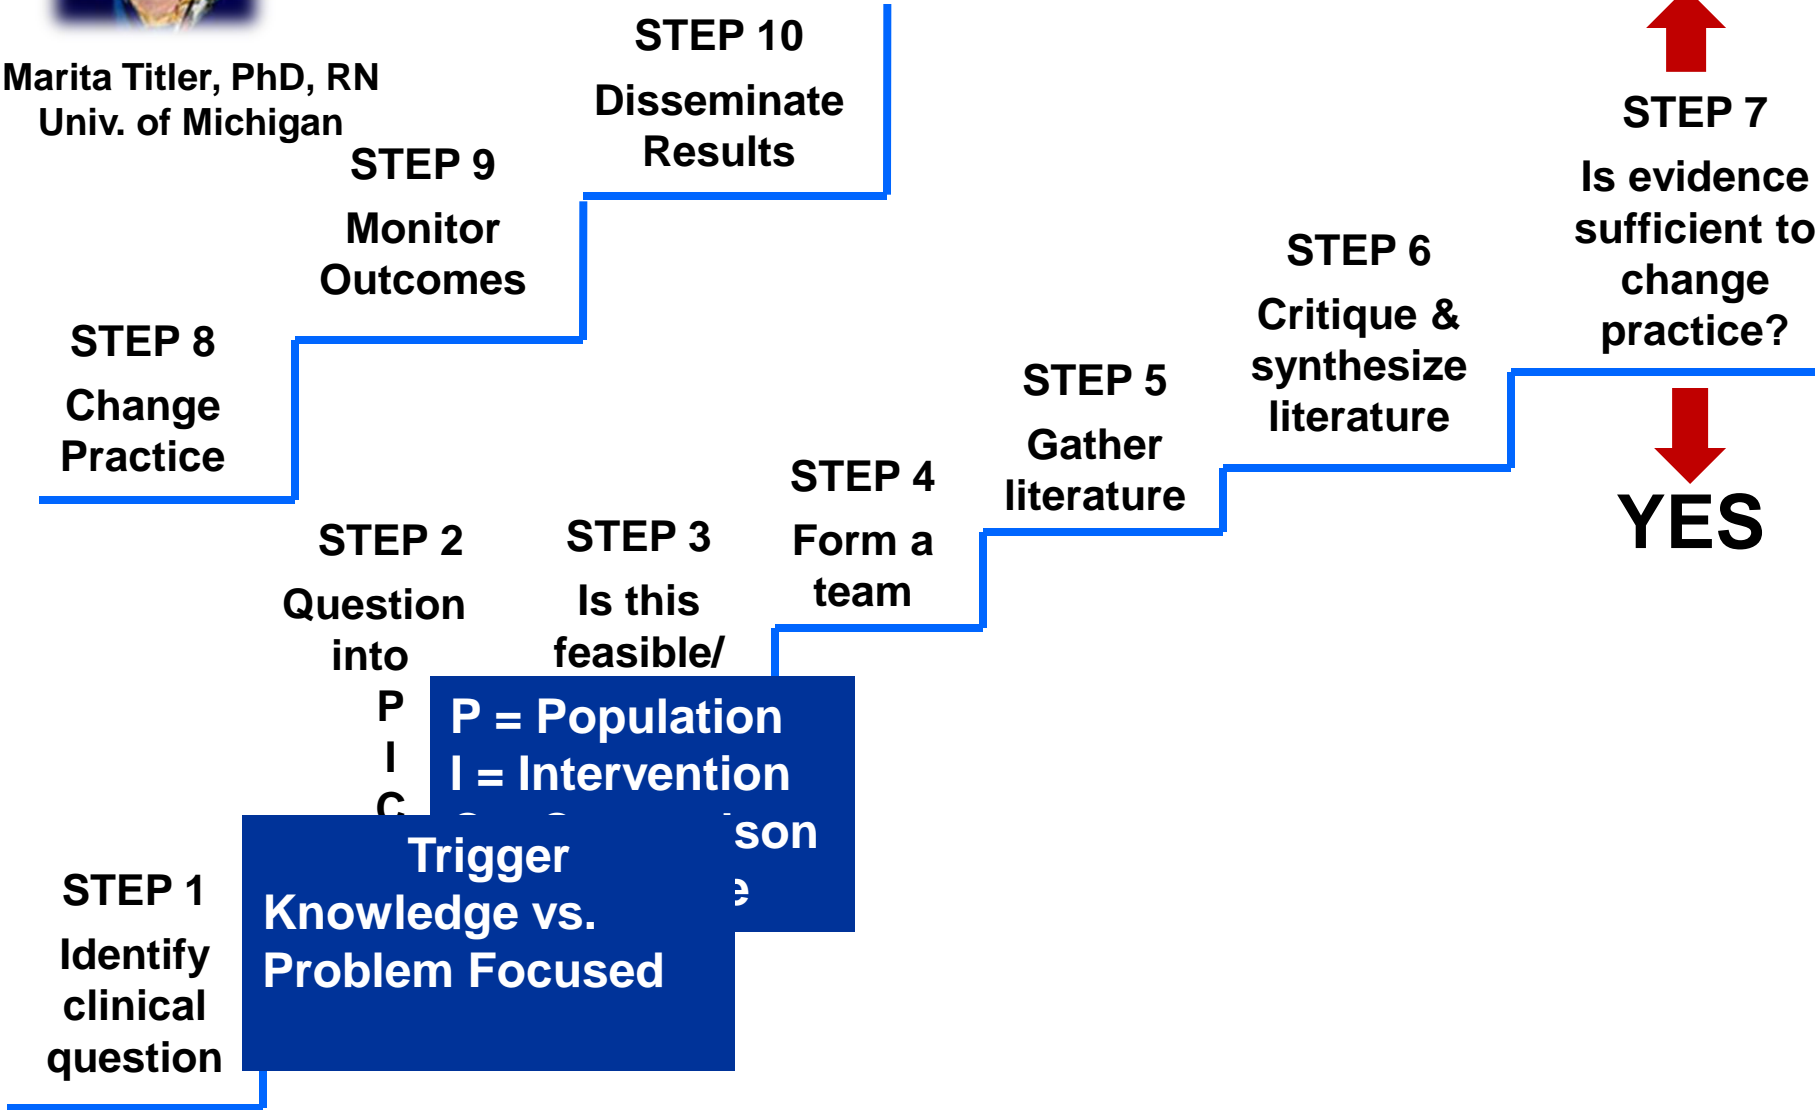 Marita Titler, PhD, RN
Univ. of Michigan
STEP 10
Disseminate
Results
STEP 9
Monitor
Outcomes
STEP 8
Change
Practice
STEP 7
Is evidence
sufficient to
change
practice?
YES
STEP 6
Critique &
synthesize
literature
STEP 5
Gather
literature
STEP 4
Form a
team
STEP 3
Is this
feasible/
STEP 2
Question
into
P
I
C
P = Population
I = Intervention
son
e
Trigger
Knowledge vs.
Problem Focused
STEP 1
Identify
clinical
question